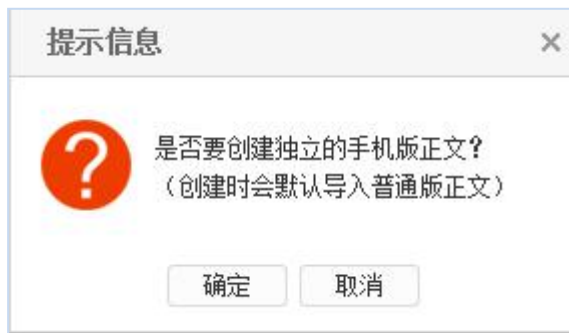 提示信息
是否要创建独立的手机版正文?
（创建时会默认导入普通版正文）
确定
取消